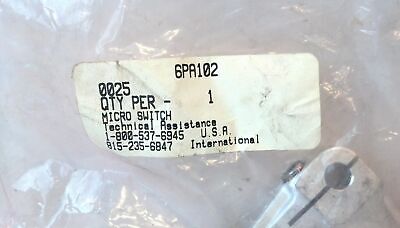 6PA102
0025
QTY PER - 1
MICRO SWITCH
Technical Assistance
1-800-537-6945 U.S.A.
815-235-6847 International